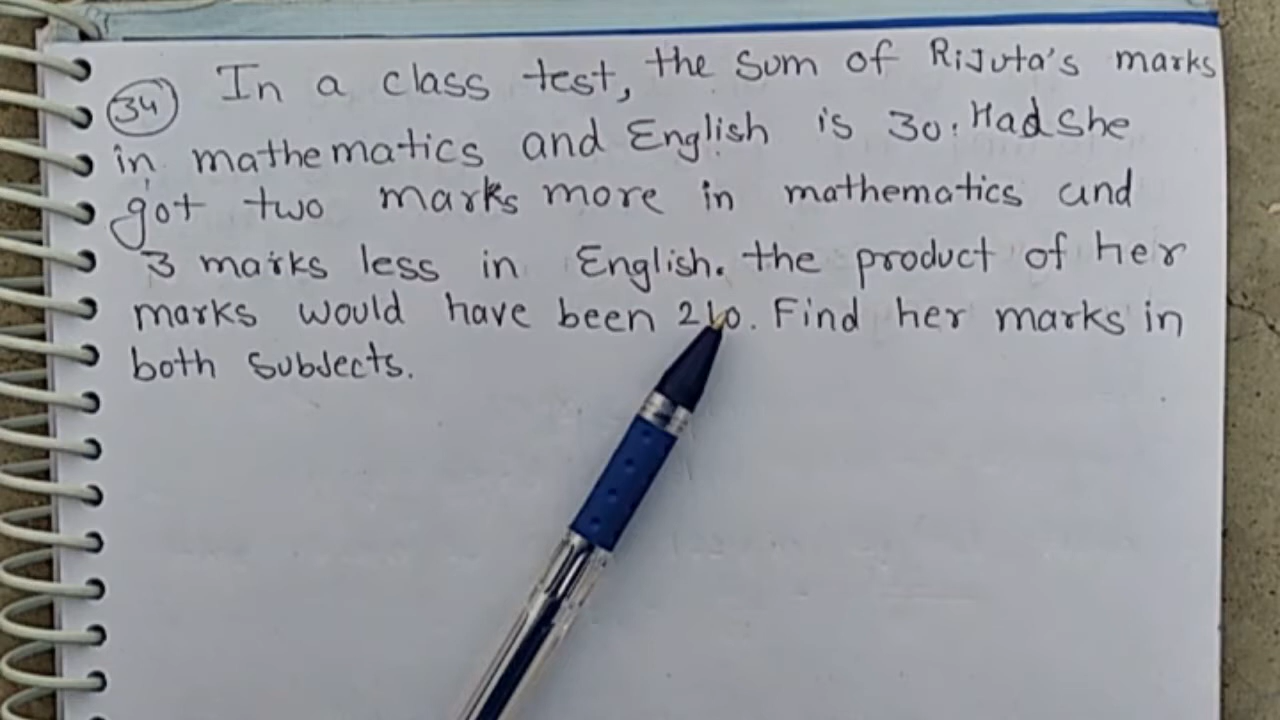 34 In a class test, the sum of Rijuta's marks
in mathematics and English is 30. Had she
got two marks more in mathematics and
3 marks less in English. the product of her
marks would have been 210. Find her marks in
both subjects.